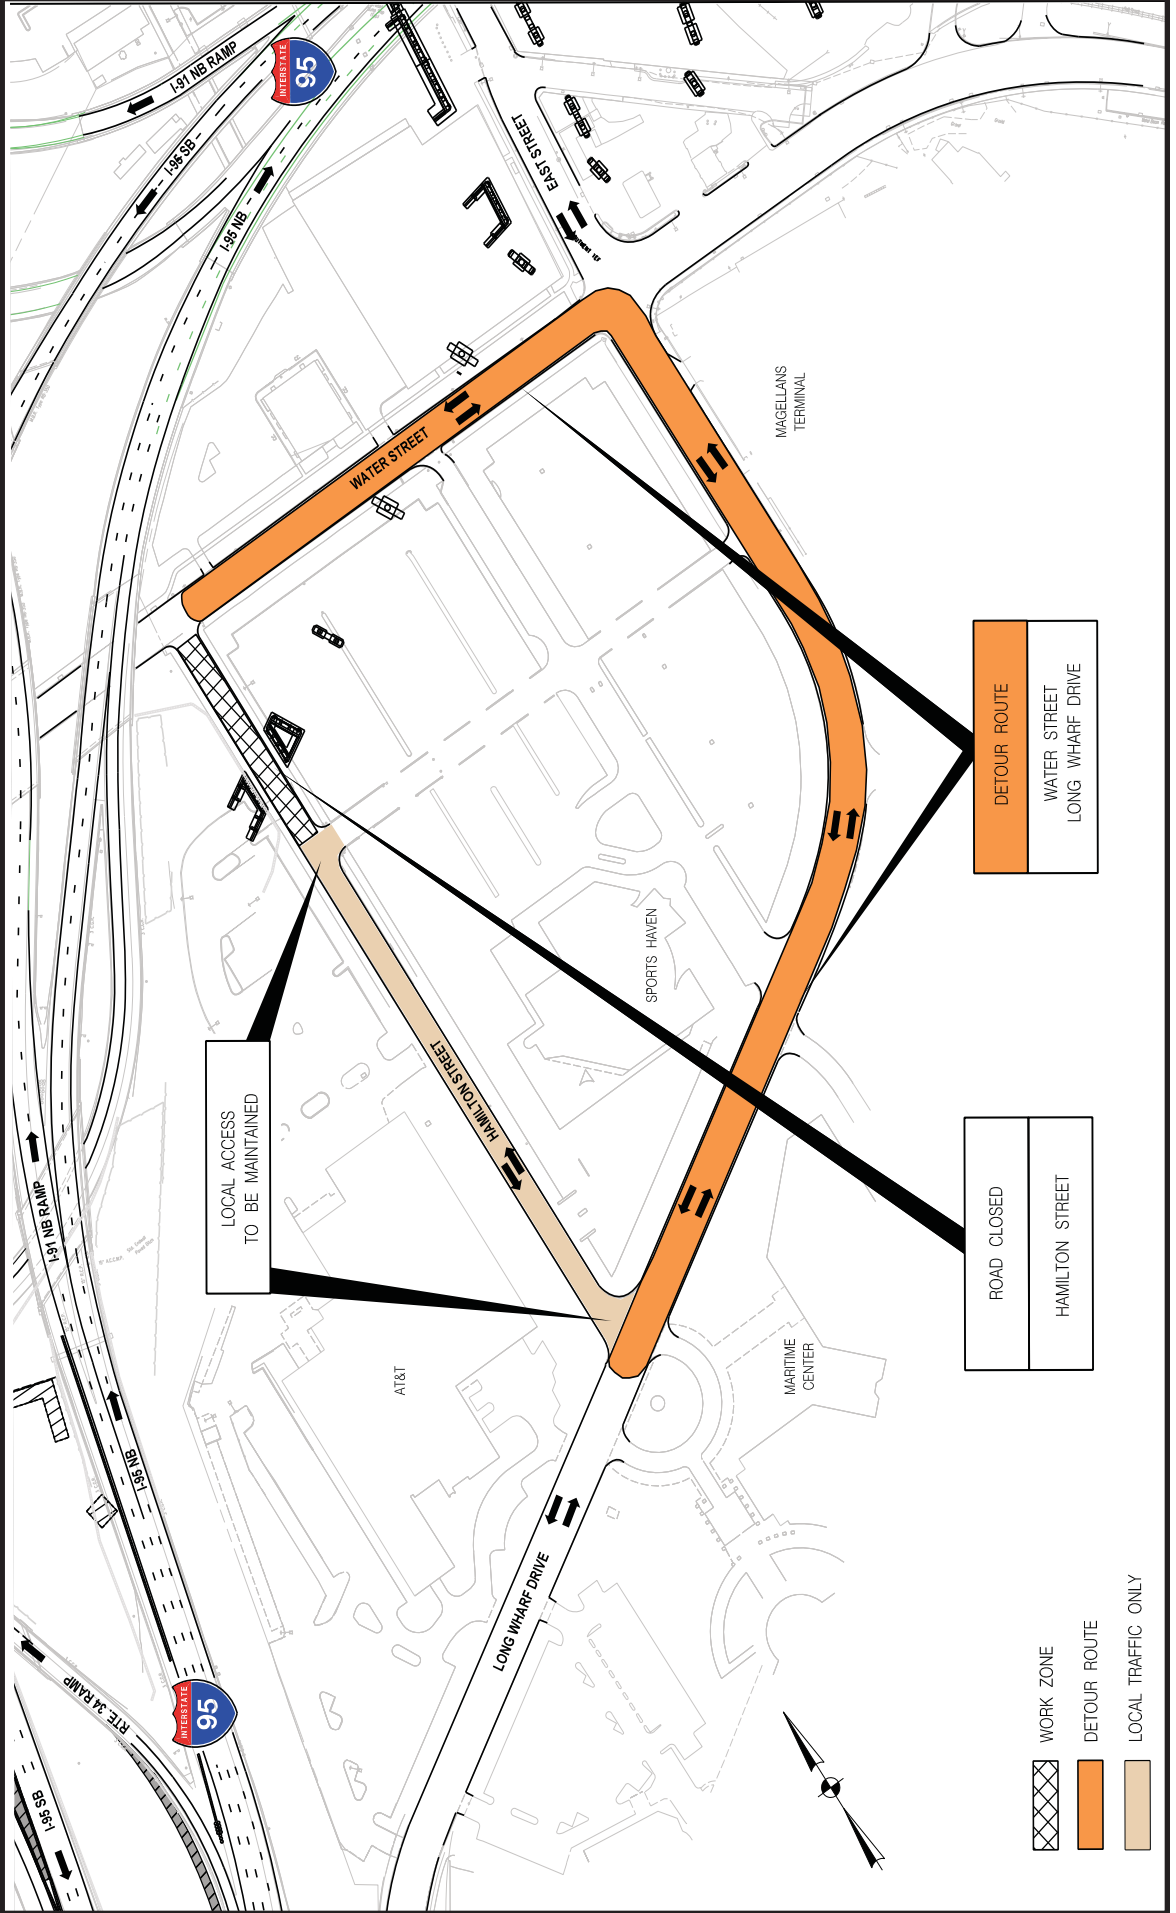 I-91 NB RAMP
INTERSTATE
95
I-95 SB
I-95 NB
EAST STREET
WATER STREET
MAGELLANS
TERMINAL
DETOUR ROUTE
WATER STREET
LONG WHARF DRIVE
SPORTS HAVEN
HAMILTON STREET
LOCAL ACCESS
TO BE MAINTAINED
ROAD CLOSED
HAMILTON STREET
I-91 NB RAMP
AT&T
MARITIME
CENTER
I-95 NB
LONG WHARF DRIVE
RTE. 34 RAMP
INTERSTATE
95
I-95 SB
WORK ZONE
DETOUR ROUTE
LOCAL TRAFFIC ONLY